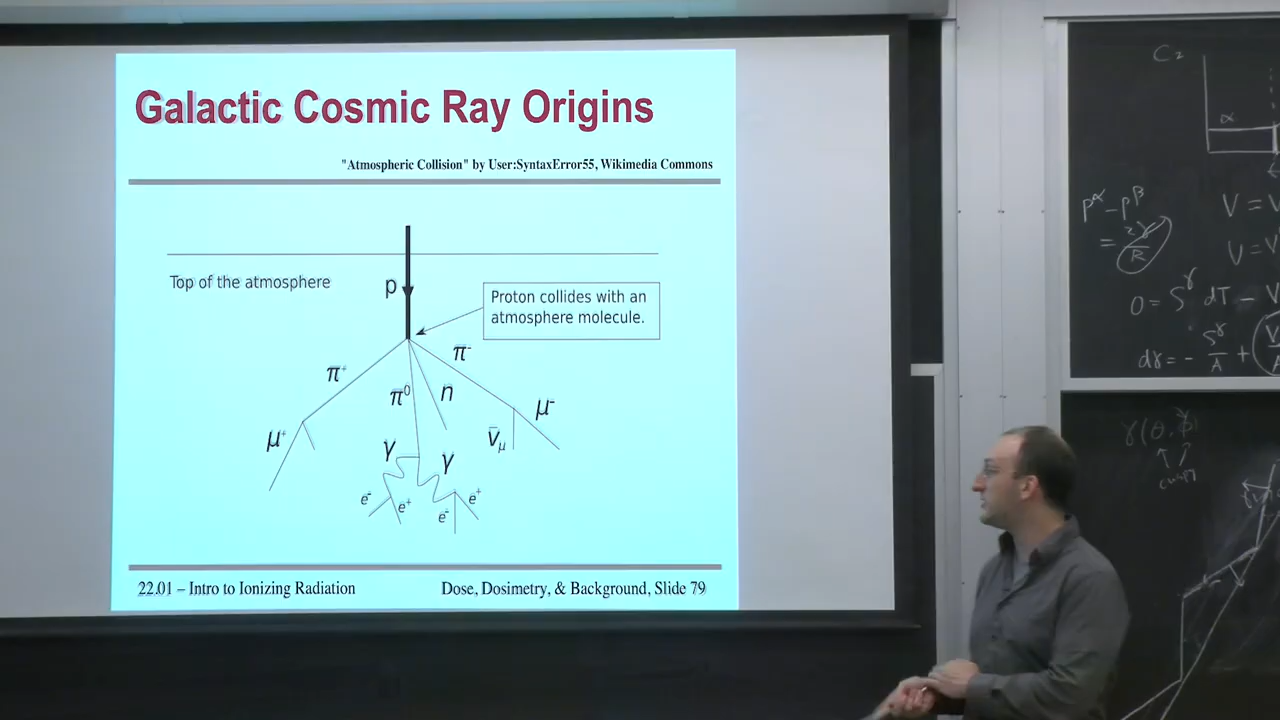 Galactic Cosmic Ray Origins
"Atmospheric Collision" by User:SyntaxError55, Wikimedia Commons
Top of the atmosphere
p
Proton collides with an
atmosphere molecule.
π⁺
π⁰
n
π⁻
μ⁺
γ
γ
ν̅μ
μ⁻
e⁻
e⁺
e⁻
e⁺
22.01 – Intro to Ionizing Radiation
Dose, Dosimetry, & Background, Slide 79
α
V =
V =